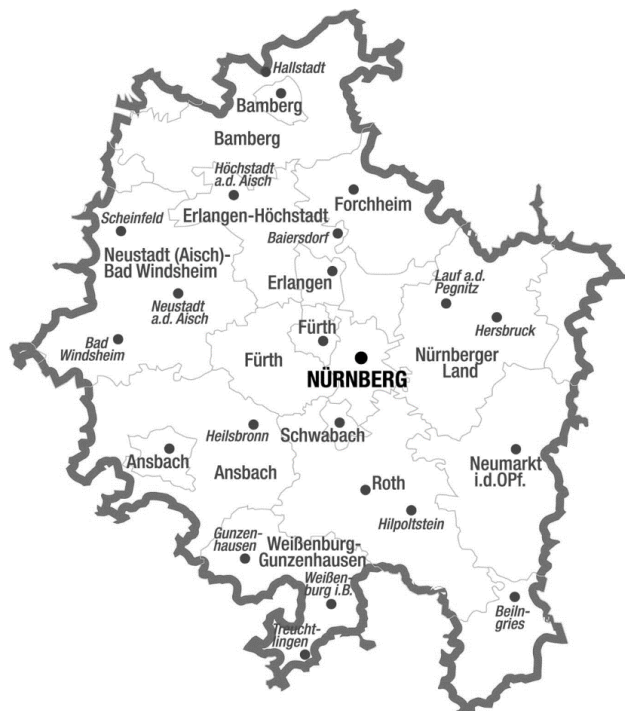 Hallstadt
Bamberg
Bamberg
Höchstadt
a.d. Aisch
Forchheim
Scheinfeld
Erlangen-Höchstadt
Baiersdorf
Neustadt (Aisch)-
Bad Windsheim
Erlangen
Lauf a.d.
Pegnitz
Neustadt
a.d. Aisch
Hersbruck
Fürth
Bad
Windsheim
Fürth
Nürnberger
Land
NÜRNBERG
Heilsbronn
Schwabach
Ansbach
Ansbach
Neumarkt
i.d.OPf.
Roth
Hilpoltstein
Gunzen-
hausen
Weißenburg-
Gunzenhausen
Weißen-
burg i.B.
Beiln-
gries
Treucht-
lingen